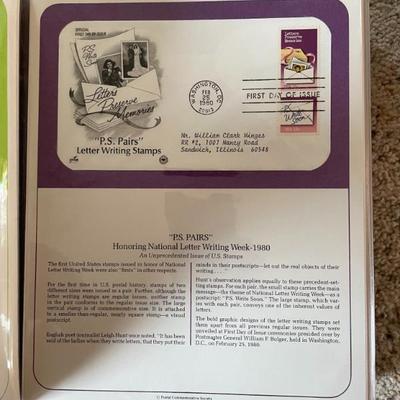 OFFICIAL
FIRST DAY OF ISSUE
P.S.
Write
Soon
Letters
Preserve
Memories
"P.S. Pairs"
Letter Writing Stamps
WASHINGTON, DC
FEB
25
1980
20013
FIRST DAY OF ISSUE
Letters
Preserve
Memories
P.S.
Write
Soon
Mr. William Clark Winges
RR #2, 1007 Nancy Road
Sandwich, Illinois 60548
"P.S. PAIRS"
Honoring National Letter Writing Week-1980
An Unprecedented Issue of U.S. Stamps
The first United States stamps issued in honor of National
Letter Writing Week were also "firsts" in other respects.
For the first time in U.S. postal history, stamps of two
different sizes were issued as a pair. Further, although the
letter writing stamps are regular issues, neither stamp
in the pair conforms to the regular issue size. The large
vertical stamp is commemorative size. It is attached
to a smaller-than-regular, nearly square stamp—a visual
postscript.
English poet-journalist Leigh Hunt once noted, "It has been
said of the ladies when they write letters, that they put their
minds in their postscripts—let out the real objects of their
writing. . . ."
Hunt's observation applies equally to these precedent-set-
ting stamps. For each pair, the small stamp carries the main
message—the theme of National Letter Writing Week—as a
postscript: "P.S. Write Soon." The large stamp, which var-
ies with each pair, conveys one of the inherent values of
letters.
The bold graphic designs of the letter writing stamps set
them apart from all previous regular issues. They were
unveiled at First Day of Issue ceremonies presided over by
Postmaster General William F. Bolger, held in Washington,
D.C., on February 25, 1980.
© Postal Commemorative Society